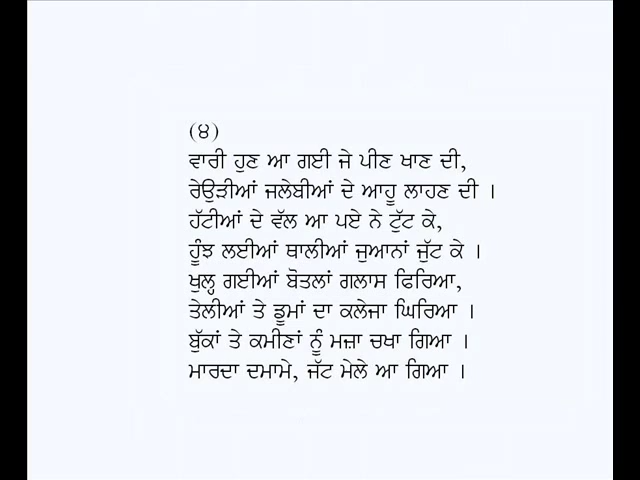 (੪)
ਵਾਰੀ ਹੁਣ ਆ ਗਈ ਜੇ ਪੀਣ ਖਾਣ ਦੀ,
ਰੇਉੜੀਆਂ ਜਲੇਬੀਆਂ ਦੇ ਆਹੂ ਲਾਹਣ ਦੀ ।
ਹੱਟੀਆਂ ਦੇ ਵੱਲ ਆ ਪਏ ਨੇ ਟੁੱਟ ਕੇ,
ਹੂੰਝ ਲਈਆਂ ਥਾਲੀਆਂ ਜੁਆਨਾਂ ਜੁੱਟ ਕੇ ।
ਖੁਲ੍ਹ ਗਈਆਂ ਬੋਤਲਾਂ ਗਲਾਸ ਫਿਰਿਆ,
ਤੇਲੀਆਂ ਤੇ ਡੂਮਾਂ ਦਾ ਕਲੇਜਾ ਘਿਰਿਆ ।
ਬੁੱਕਾਂ ਤੇ ਕਮੀਣਾਂ ਨੂੰ ਮਜ਼ਾ ਚਖਾ ਗਿਆ ।
ਮਾਰਦਾ ਦਮਾਮੇ, ਜੱਟ ਮੇਲੇ ਆ ਗਿਆ ।